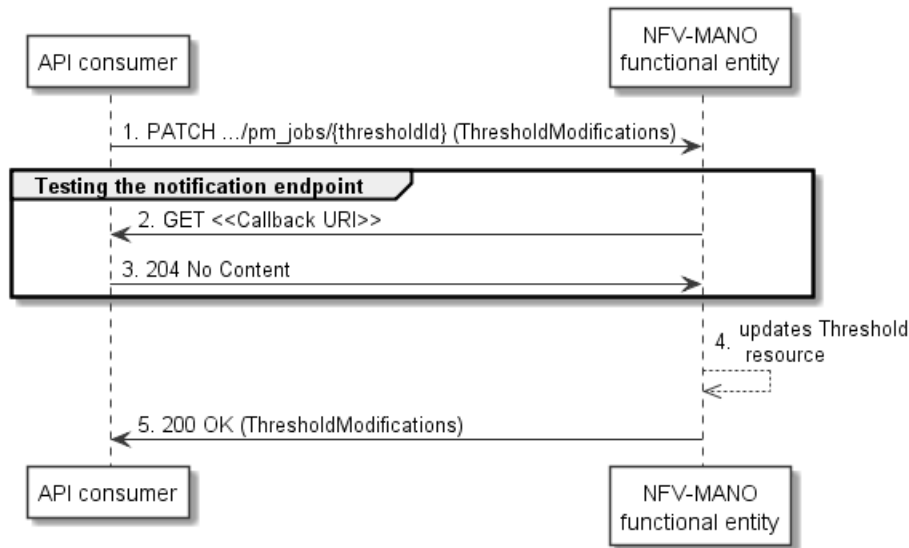 API consumer
NFV-MANO
functional entity
1. PATCH .../pm_jobs/{thresholdId} (ThresholdModifications)
Testing the notification endpoint
2. GET <<Callback URI>>
3. 204 No Content
4. updates Threshold
resource
5. 200 OK (ThresholdModifications)
API consumer
NFV-MANO
functional entity